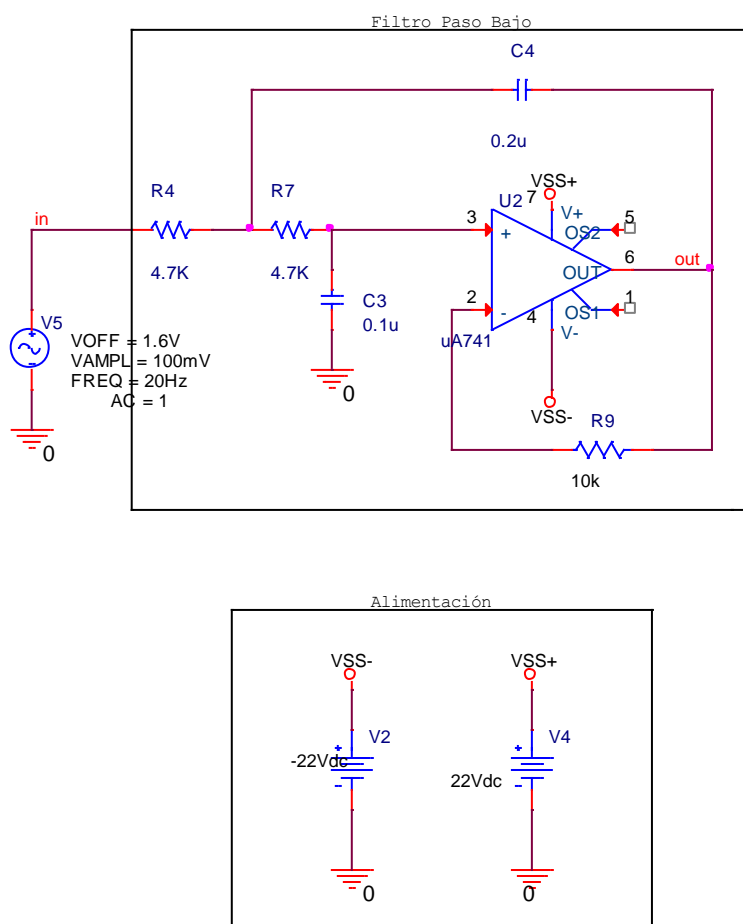 Filtro Paso Bajo
C4
0.2u
R4
R7
VSS+
7
U2
V+
in
3
5
+
OS2
4.7K
4.7K
6
out
OUT
C3
0.1u
2
1
-
OS1
4
V-
uA741
V5
VOFF = 1.6V
VAMPL = 100mV
FREQ = 20Hz
AC = 1
0
VSS-
R9
0
10k
Alimentación
VSS-
VSS+
V2
V4
-22Vdc
22Vdc
0
0